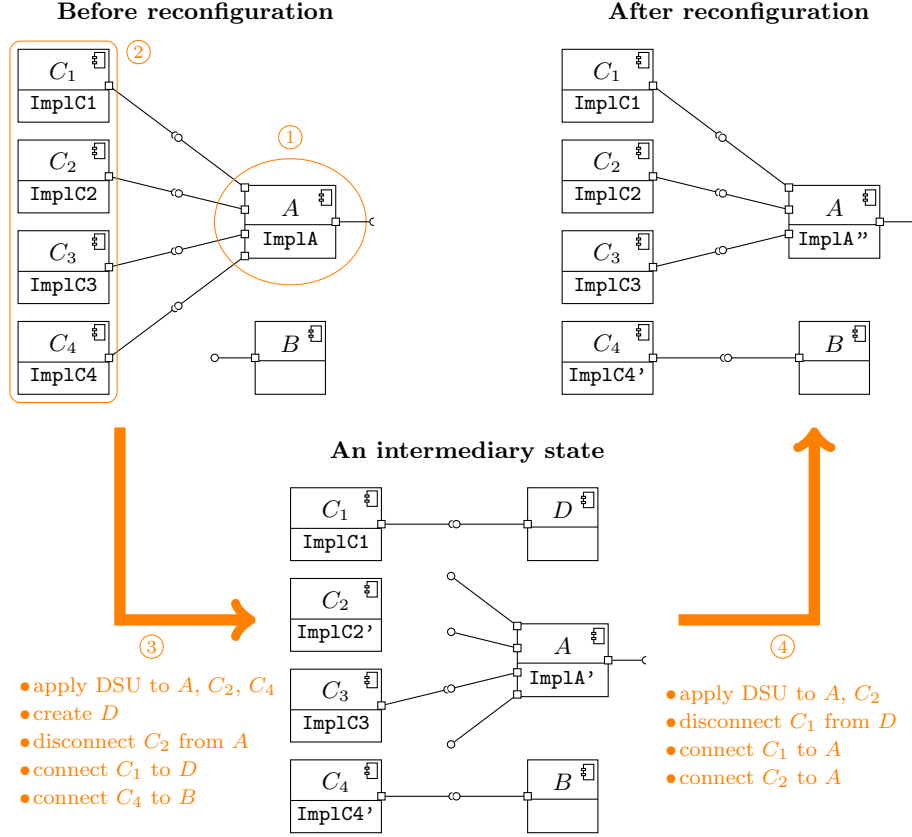 Before reconfiguration
②
C₁
ImplC1
C₂
ImplC2
C₃
ImplC3
C₄
ImplC4
①
A
ImplA
B
After reconfiguration
C₁
ImplC1
C₂
ImplC2
C₃
ImplC3
C₄
ImplC4'
A
ImplA”
B
An intermediary state
C₁
ImplC1
D
C₂
ImplC2'
C₃
ImplC3
A
ImplA'
C₄
ImplC4'
B
③
•apply DSU to A, C₂, C₄
•create D
•disconnect C₂ from A
•connect C₁ to D
•connect C₄ to B
④
•apply DSU to A, C₂
•disconnect C₁ from D
•connect C₁ to A
•connect C₂ to A